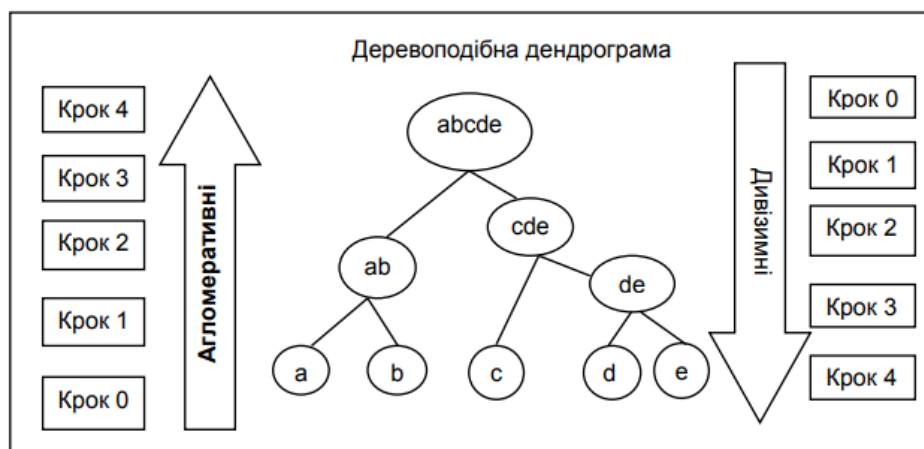 Деревоподібна дендрограма
Крок 4
Крок 3
Крок 2
Крок 1
Крок 0
Агломеративні
abcde
cde
ab
de
a
b
c
d
e
Дивізимні
Крок 0
Крок 1
Крок 2
Крок 3
Крок 4